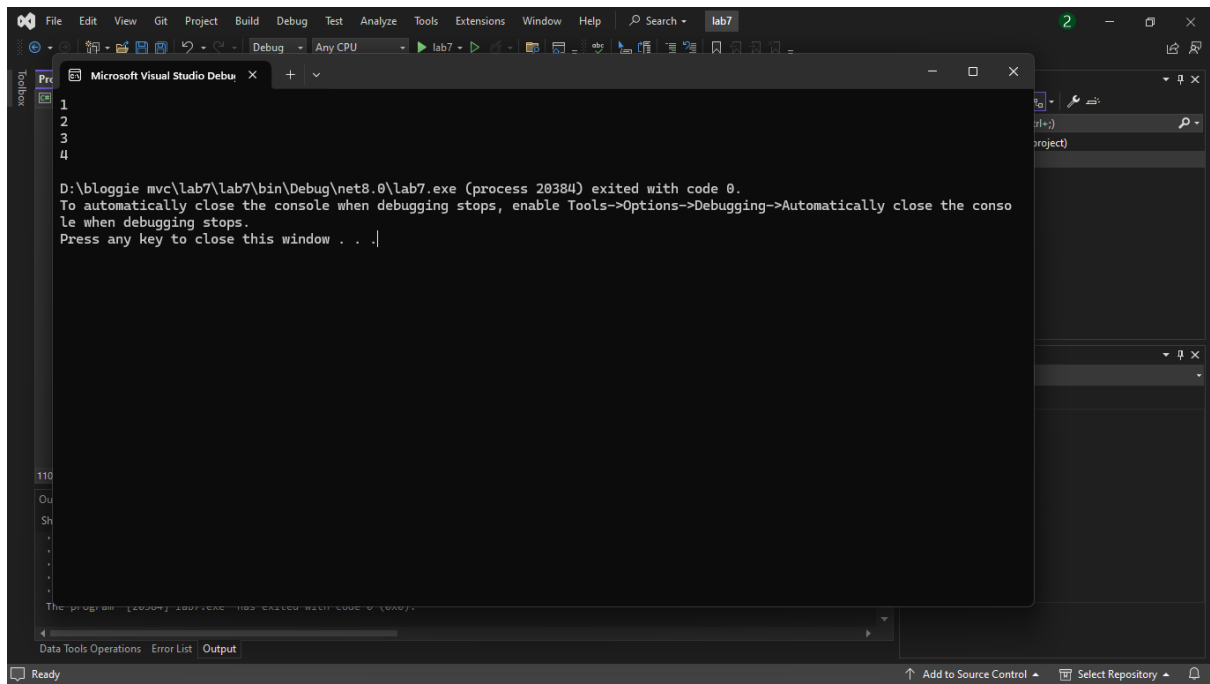 File Edit View Git Project Build Debug Test Analyze Tools Extensions Window Help Search lab7 2
Debug Any CPU lab7 abc
Toolbox
Microsoft Visual Studio Debu
1
2
3
4
D:\bloggie mvc\lab7\lab7\bin\Debug\net8.0\lab7.exe (process 20384) exited with code 0.
To automatically close the console when debugging stops, enable Tools->Options->Debugging->Automatically close the conso
le when debugging stops.
Press any key to close this window . . .
C#
trl+;)
project)
110
The program '[20384] lab7.exe' has exited with code 0 (0x0).
Data Tools Operations Error List Output
Ready Add to Source Control Select Repository